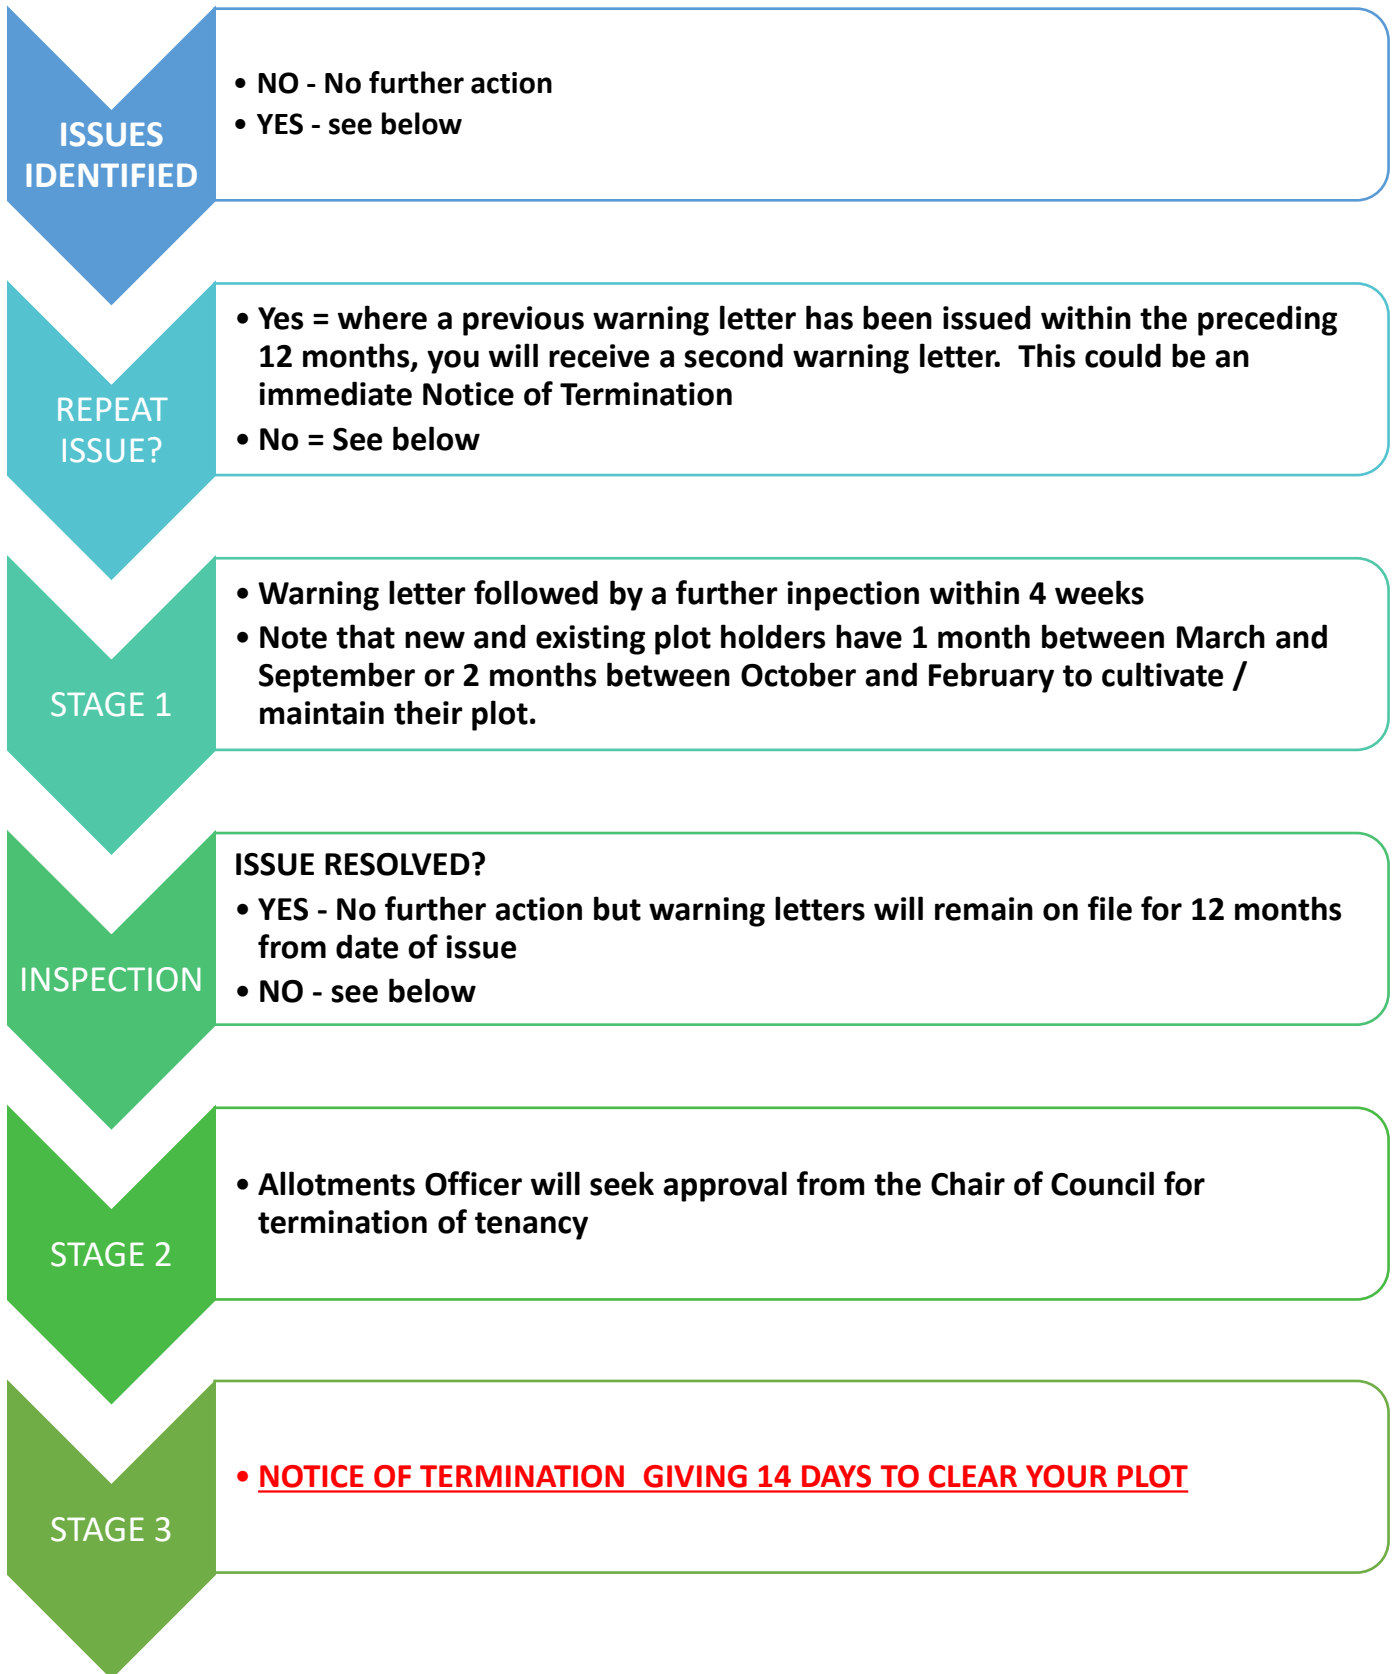 ISSUES
IDENTIFIED
• NO - No further action
• YES - see below
REPEAT
ISSUE?
• Yes = where a previous warning letter has been issued within the preceding
12 months, you will receive a second warning letter.  This could be an
immediate Notice of Termination
• No = See below
STAGE 1
• Warning letter followed by a further inpection within 4 weeks
• Note that new and existing plot holders have 1 month between March and
September or 2 months between October and February to cultivate /
maintain their plot.
INSPECTION
ISSUE RESOLVED?
• YES - No further action but warning letters will remain on file for 12 months
from date of issue
• NO - see below
STAGE 2
• Allotments Officer will seek approval from the Chair of Council for
termination of tenancy
STAGE 3
• NOTICE OF TERMINATION  GIVING 14 DAYS TO CLEAR YOUR PLOT